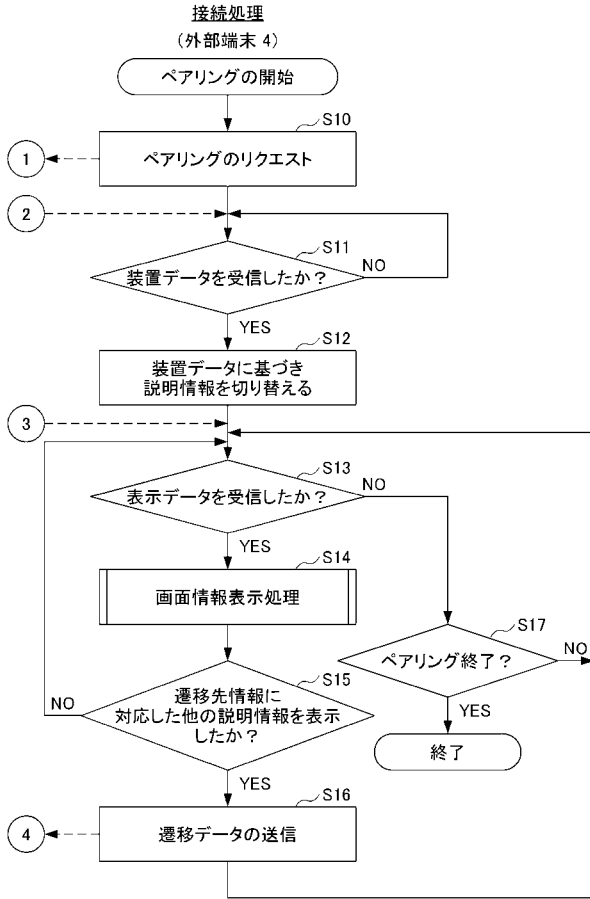 接続処理
(外部端末 4)
ペアリングの開始
S10
ペアリングのリクエスト
1
2
S11
装置データを受信したか?
NO
YES
S12
装置データに基づき
説明情報を切り替える
3
S13
表示データを受信したか?
NO
YES
S14
画面情報表示処理
S17
ペアリング終了?
NO
YES
終了
S15
遷移先情報に
対応した他の説明情報を表示
したか?
NO
YES
S16
遷移データの送信
4